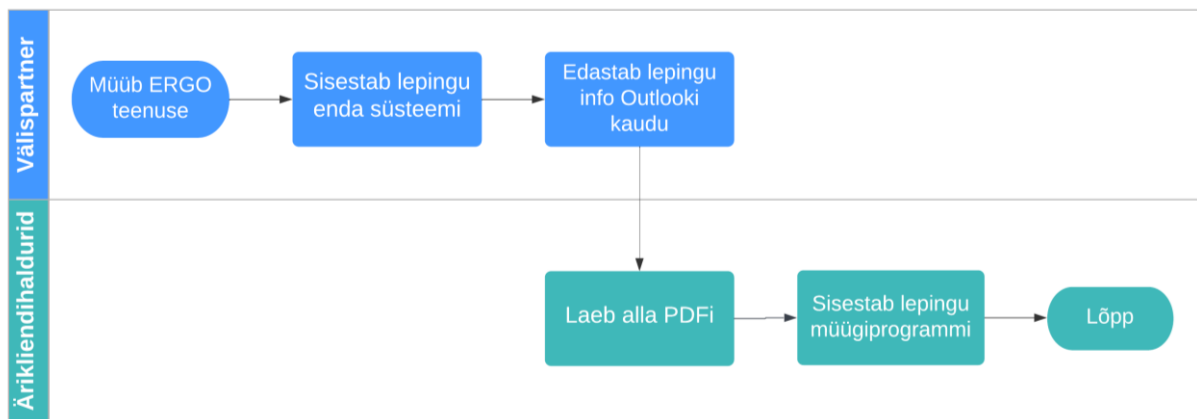 Välispartner
Müüb ERGO
teenuse
Sisestab lepingu
enda süsteemi
Edastab lepingu
info Outlooki
kaudu
Ärikliendihaldurid
Laeb alla PDFi
Sisestab lepingu
müügiprogrammi
Lõpp